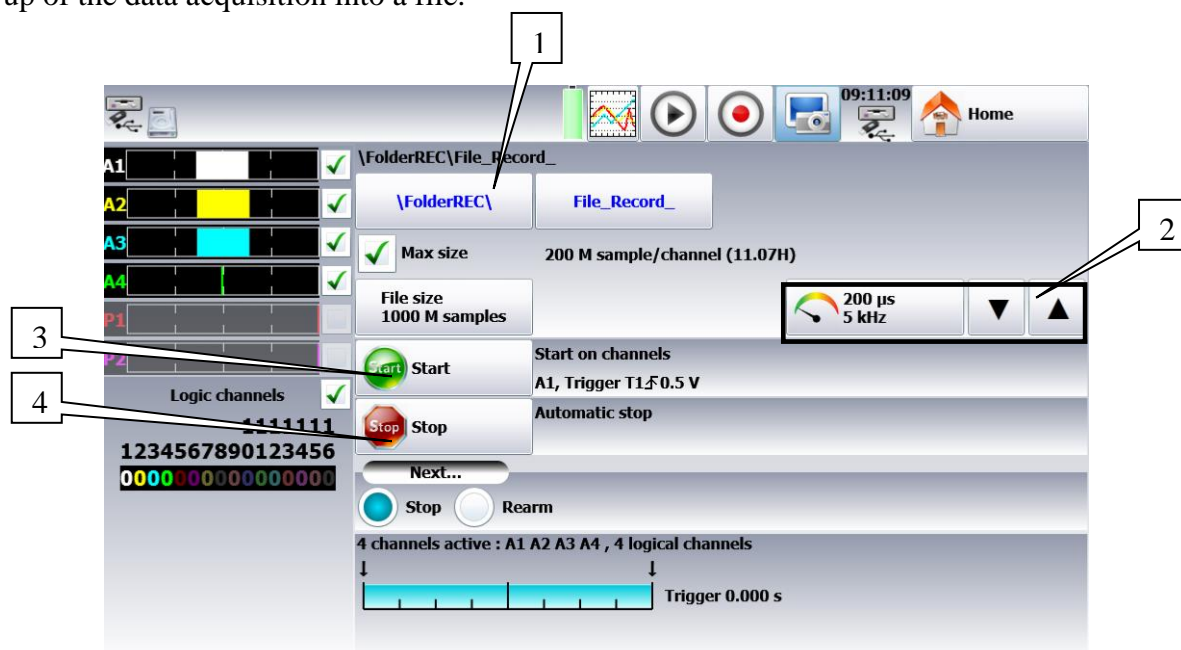 up of the data acquisition into a file.
1
09:11:09
Home
A1
\FolderREC\File_Record_
A2
\FolderREC\
File_Record_
2
A3
Max size
200 M sample/channel (11.07H)
A4
File size
1000 M samples
200 µs
5 kHz
P1
3
P2
Start
Start
Start on channels
A1, Trigger T1 0.5 V
4
Logic channels
Stop
Stop
Automatic stop
1111111
1234567890123456
0000000000000000
Next...
Stop
Rearm
4 channels active : A1 A2 A3 A4 , 4 logical channels
Trigger 0.000 s